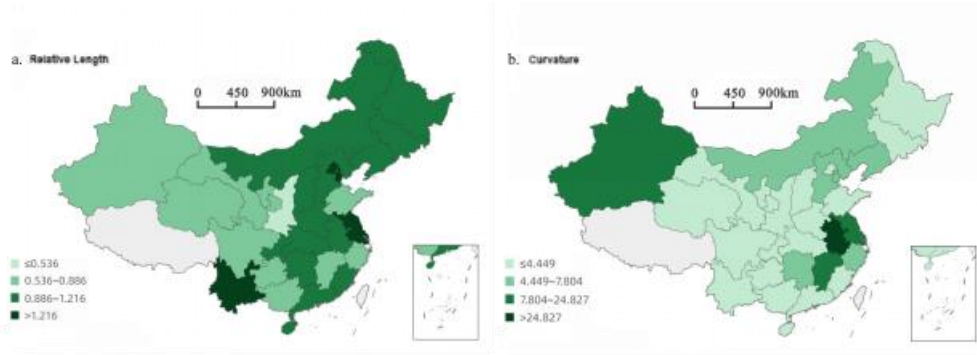 a. Relative Length
0 450 900km
≤0.536
0.536–0.886
0.886–1.216
>1.216
b. Curvature
0 450 900km
≤4.449
4.449–7.804
7.804–24.827
>24.827